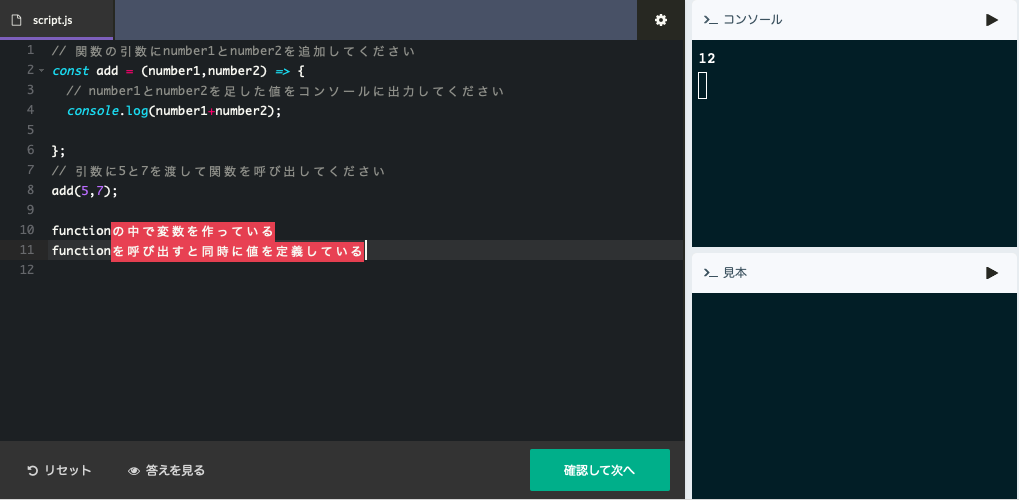 script.js
1 // 関数の引数にnumber1とnumber2を追加してください
2 const add = (number1,number2) => {
3 // number1とnumber2を足した値をコンソールに出力してください
4 console.log(number1+number2);
5
6 };
7 // 引数に5と7を渡して関数を呼び出してください
8 add(5,7);
9
10 functionの中で変数を作っている
11 functionを呼び出すと同時に値を定義している
12
リセット
答えを見る
確認して次へ
コンソール
12
見本